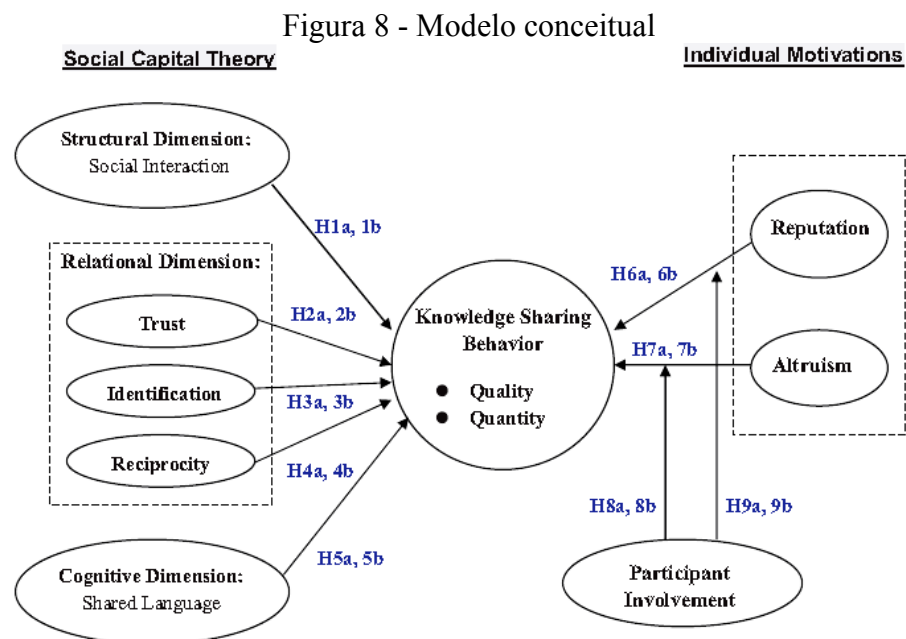 Figura 8 - Modelo conceitual
Social Capital Theory
Individual Motivations
Structural Dimension:
Social Interaction
H1a, 1b
Relational Dimension:
Trust
H2a, 2b
Identification
H3a, 3b
Reciprocity
H4a, 4b
Cognitive Dimension:
Shared Language
H5a, 5b
Knowledge Sharing
Behavior
● Quality
● Quantity
Reputation
H6a, 6b
H7a, 7b
Altruism
H8a, 8b
H9a, 9b
Participant
Involvement